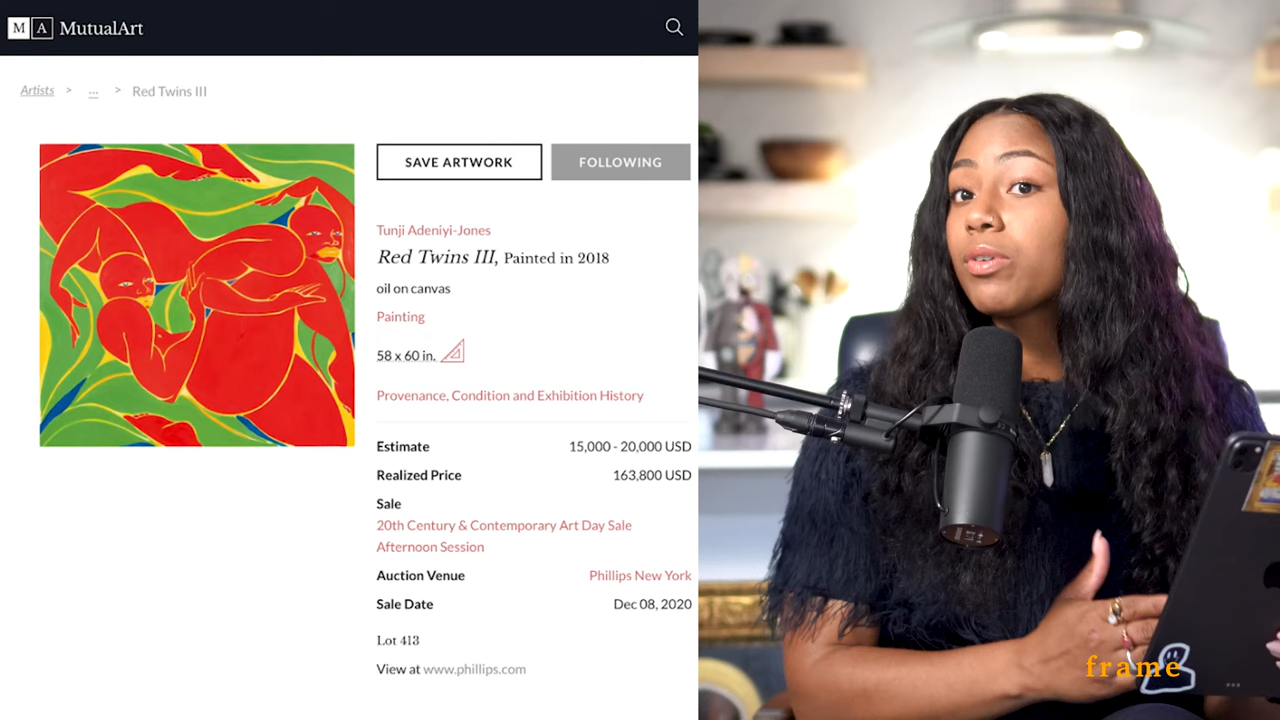 M A MutualArt
Artists > ... > Red Twins III
SAVE ARTWORK FOLLOWING
Tunji Adeniyi-Jones
Red Twins III, Painted in 2018
oil on canvas
Painting
58 x 60 in.
Provenance, Condition and Exhibition History
Estimate 15,000 - 20,000 USD
Realized Price 163,800 USD
Sale
20th Century & Contemporary Art Day Sale
Afternoon Session
Auction Venue Phillips New York
Sale Date Dec 08, 2020
Lot 413
View at www.phillips.com
frame